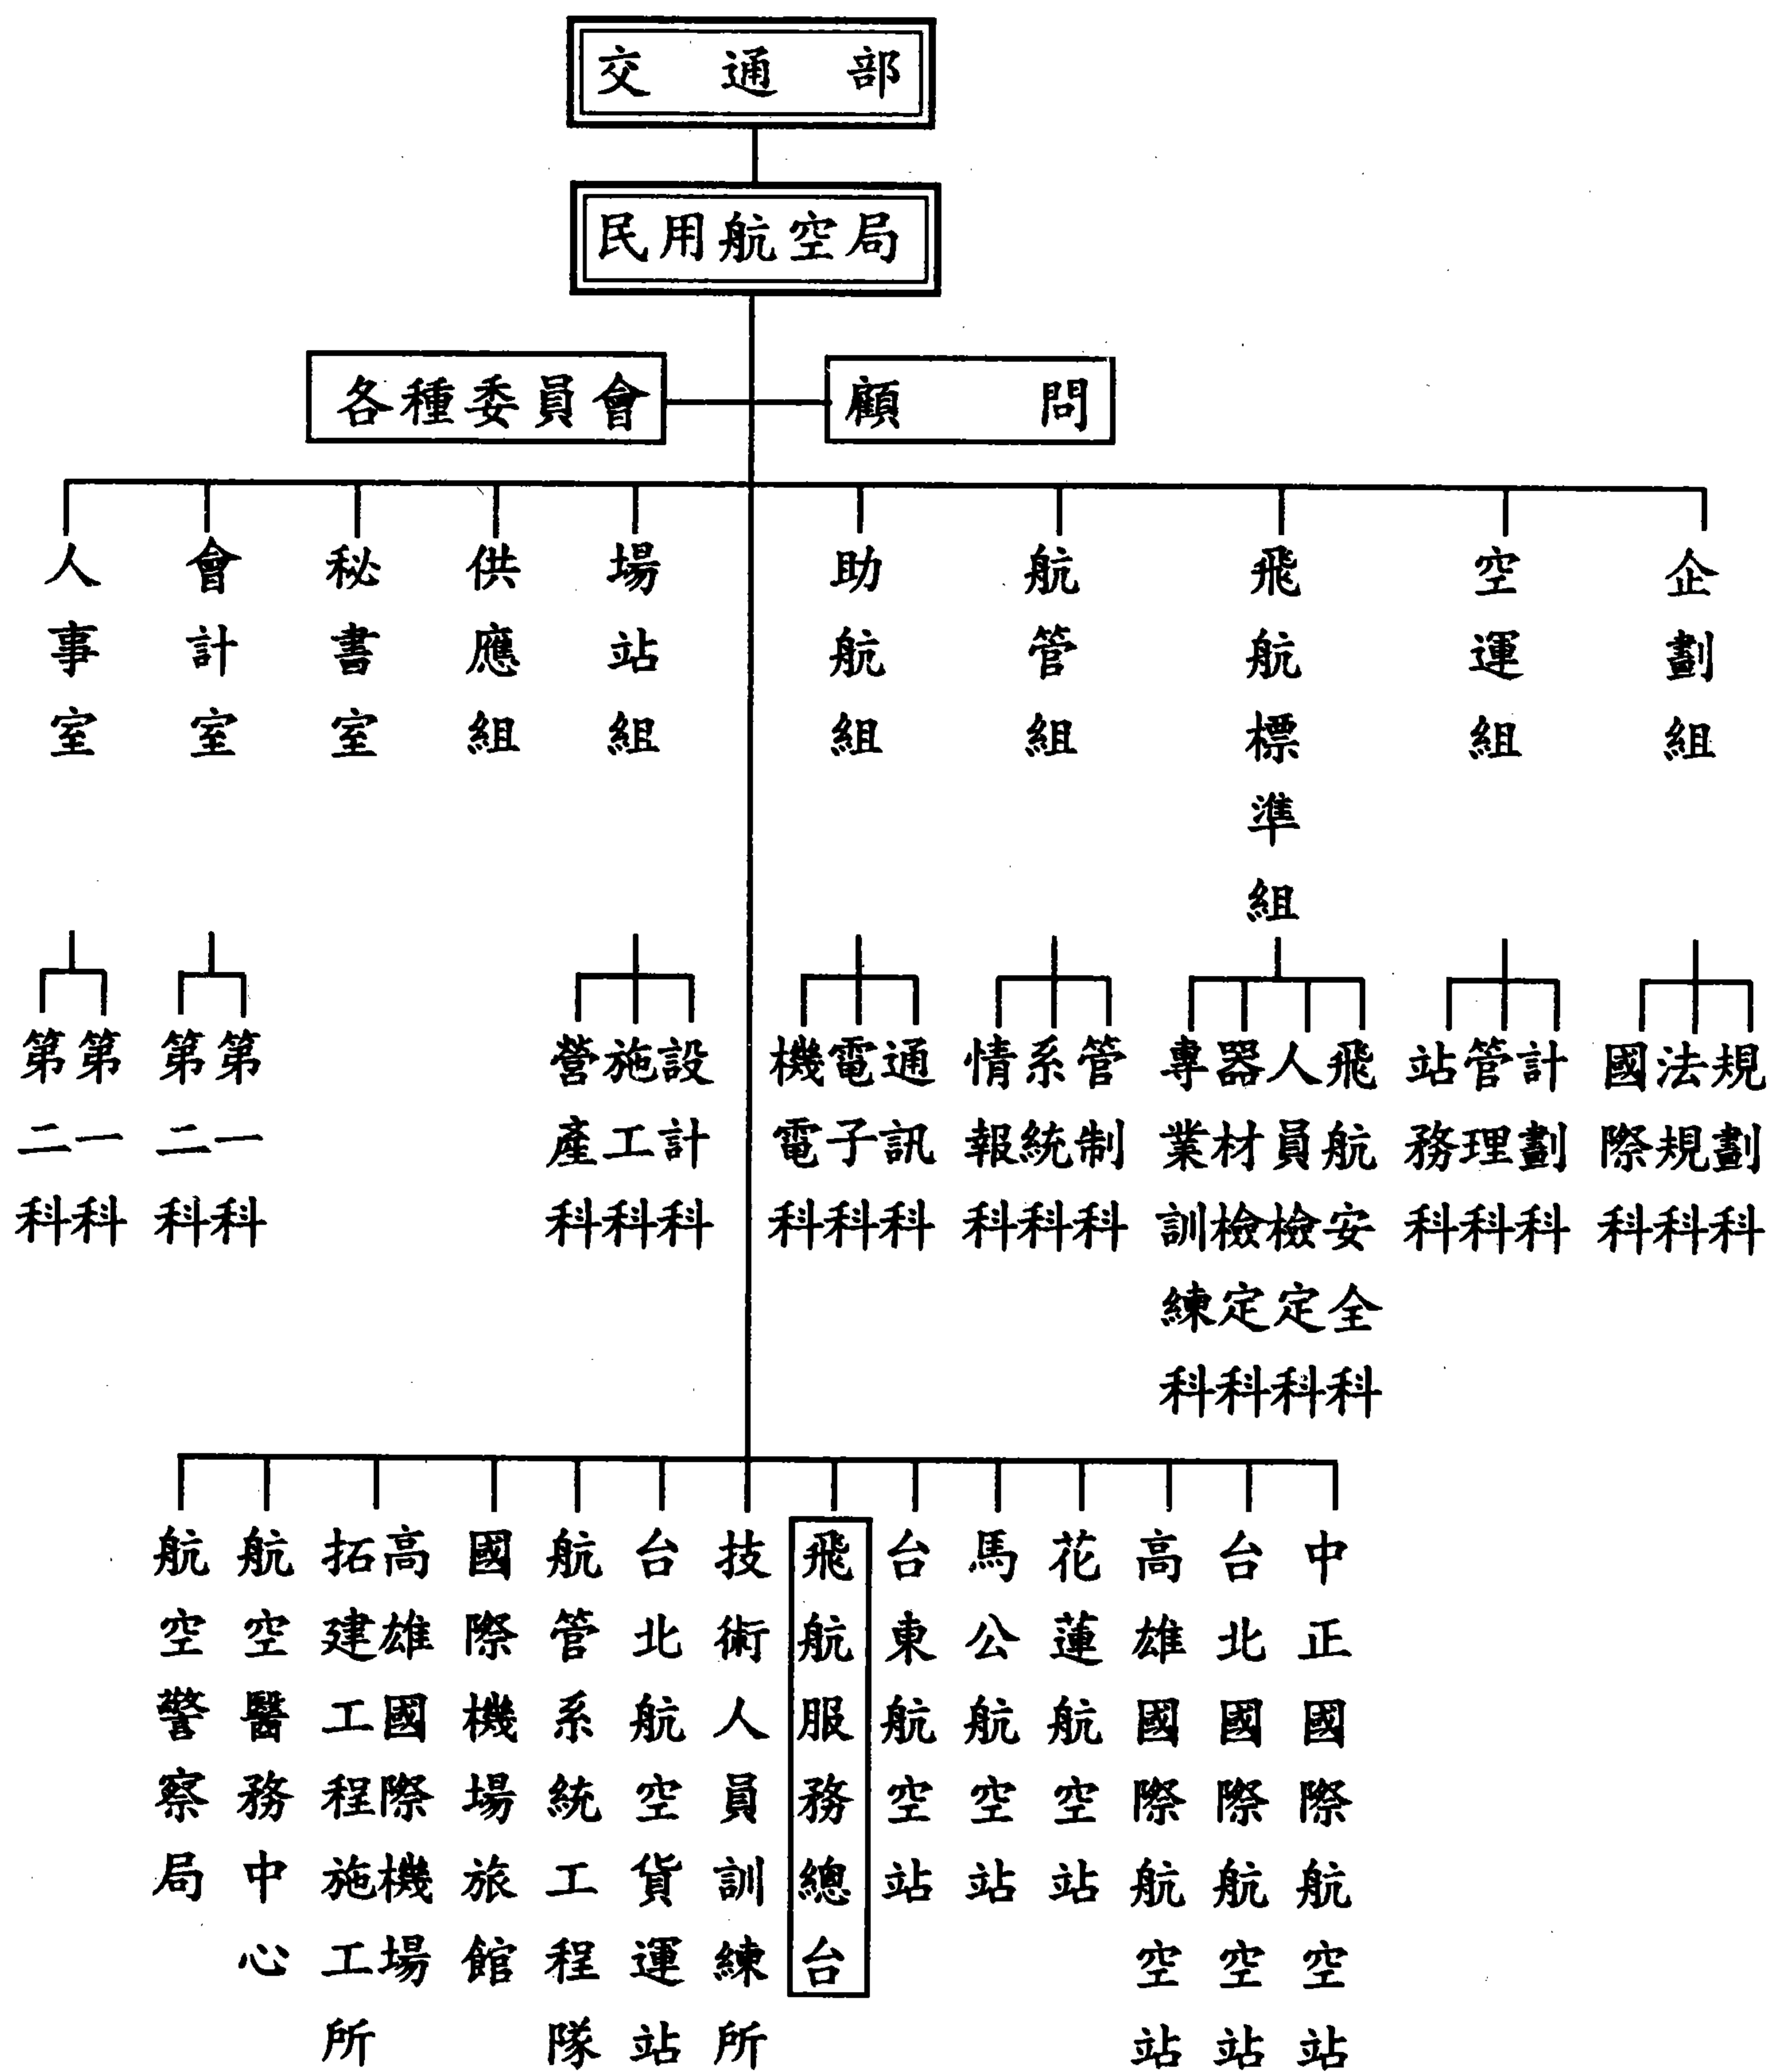 交通部
民用航空局
各種委員會
顧問
企劃組
空運組
飛航標準組
航管組
助航組
場站組
供應組
秘書室
會計室
人事室
規劃科
法規科
國際科
計劃科
管理科
站務科
飛航安全科
人員檢定科
器材檢定科
專業訓練科
管制科
系統科
情報科
通訊科
電子科
機電科
設計科
施工科
營產科
第一科
第二科
第一科
第二科
中正國際航空站
台北國際航空站
高雄國際航空站
花蓮航空站
馬公航空站
台東航空站
飛航服務總台
技術人員訓練所
台北航空貨運站
航管系統工程隊
國際機場旅館
高雄國際機場
拓建工程施工所
航空醫務中心
航空警察局